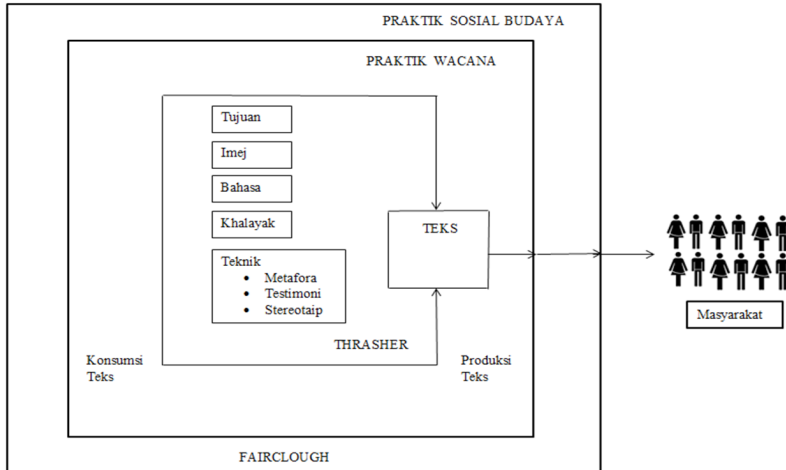 PRAKTIK SOSIAL BUDAYA
PRAKTIK WACANA
Tujuan
Imej
Bahasa
Khalayak
Teknik
• Metafora
• Testimoni
• Stereotaip
TEKS
THRASHER
Konsumsi
Teks
Produksi
Teks
Masyarakat
FAIRCLOUGH